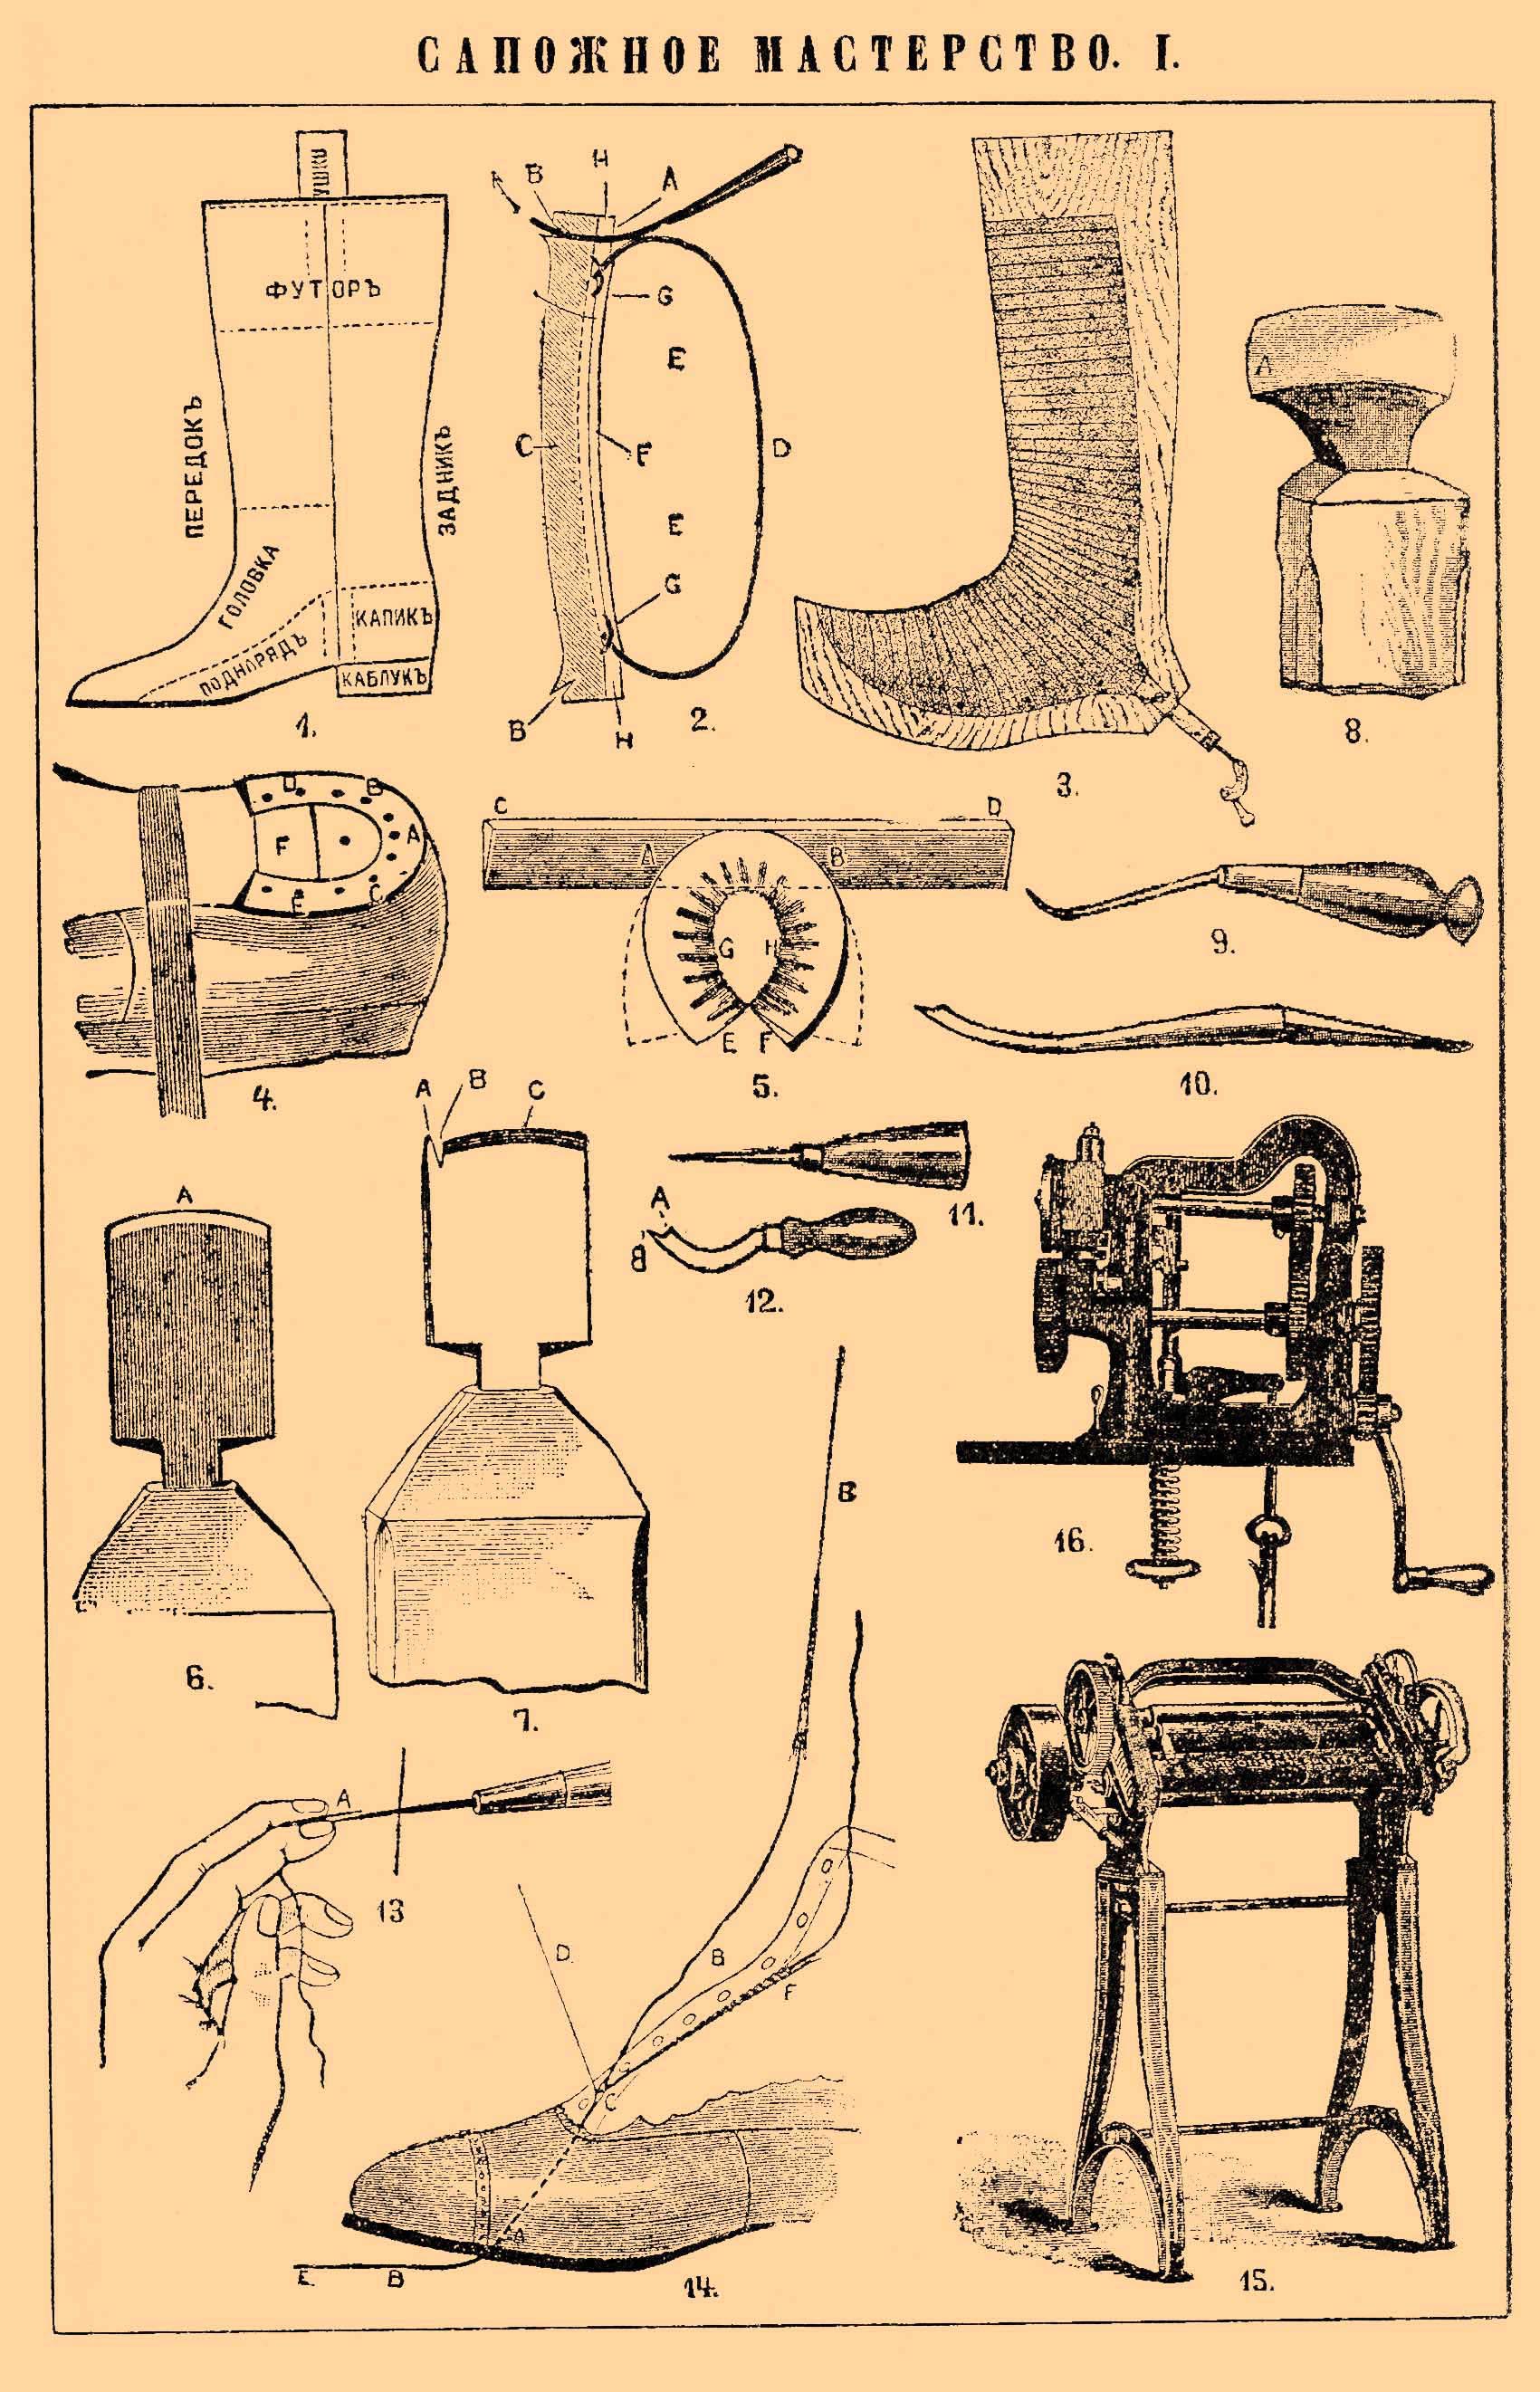 САПОЖНОЕ МАСТЕРСТВО. I.
УШКИ
ФУТОРЪ
ПЕРЕДОКЪ
ЗАДНИКЪ
ГОЛОВКА
ПОДНАРЯДЪ
КАПИКЪ
КАБЛУКЪ
1.
A B H A
G
E
C F D
E
G
B H
2.
3.
A
8.
D B
F A
E C
4.
C D
A B
G H
E F
5.
9.
10.
A B C
7.
A
6.
11.
A
B
12.
16.
A
13
B
D.
B
F
C
A
E B
14.
15.